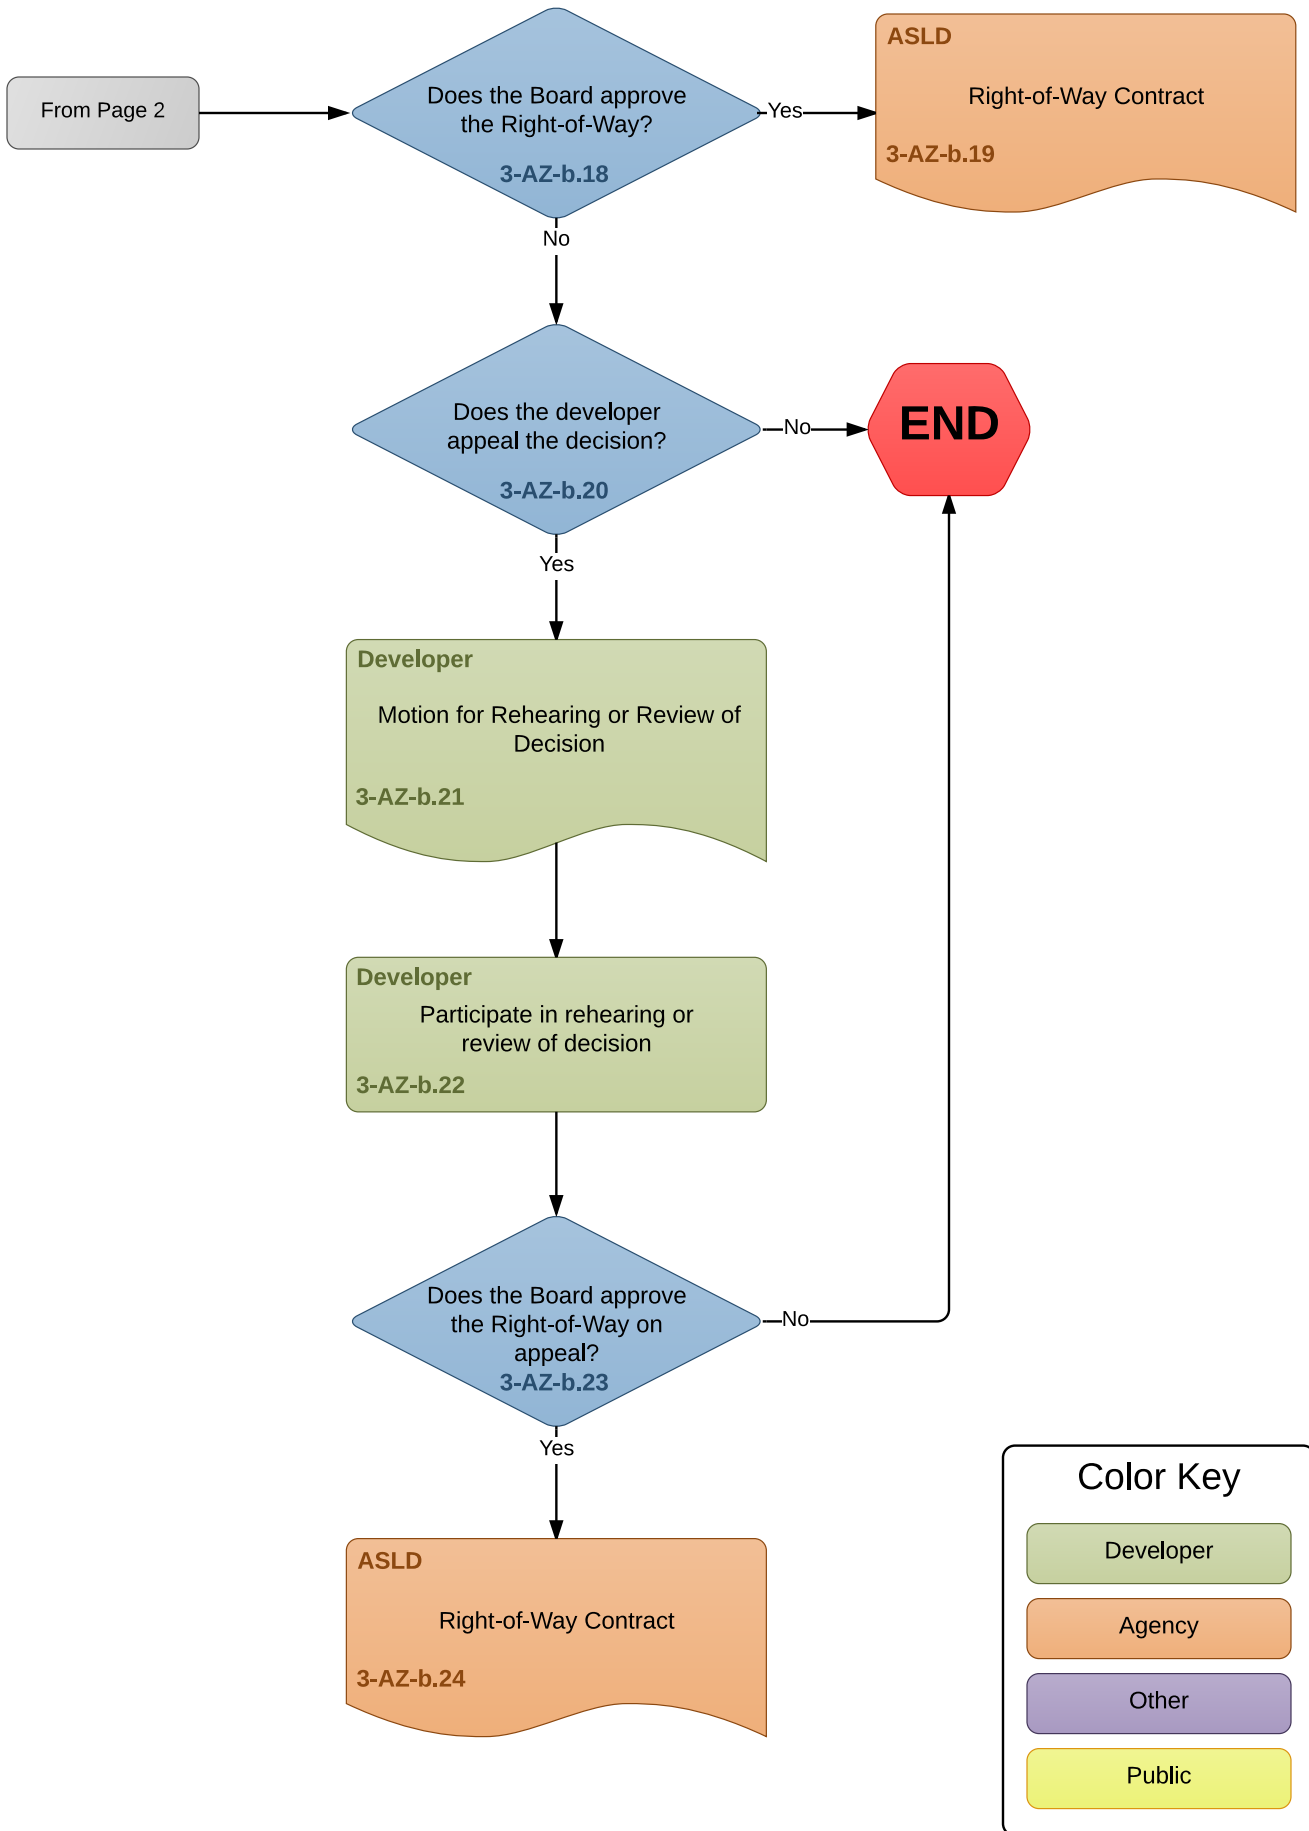 From Page 2
Does the Board approve
the Right-of-Way?
3-AZ-b.18
Yes
ASLD
Right-of-Way Contract
3-AZ-b.19
No
Does the developer
appeal the decision?
3-AZ-b.20
No
END
Yes
Developer
Motion for Rehearing or Review of
Decision
3-AZ-b.21
Developer
Participate in rehearing or
review of decision
3-AZ-b.22
Does the Board approve
the Right-of-Way on
appeal?
3-AZ-b.23
No
Yes
ASLD
Right-of-Way Contract
3-AZ-b.24
Color Key
Developer
Agency
Other
Public